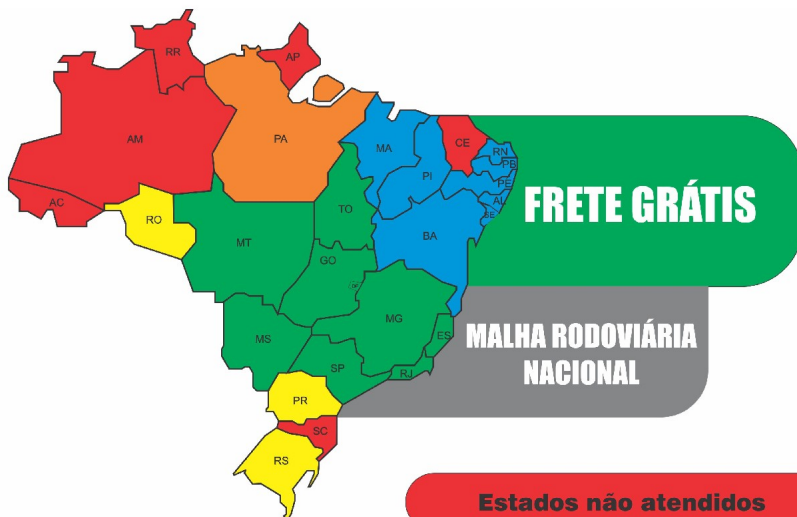 RR
AP
AM
PA
MA
CE
RN
PB
PI
PE
AL
SE
AC
RO
TO
BA
MT
GO
DF
MG
MS
ES
SP
RJ
PR
SC
RS
FRETE GRÁTIS
MALHA RODOVIÁRIA
NACIONAL
Estados não atendidos